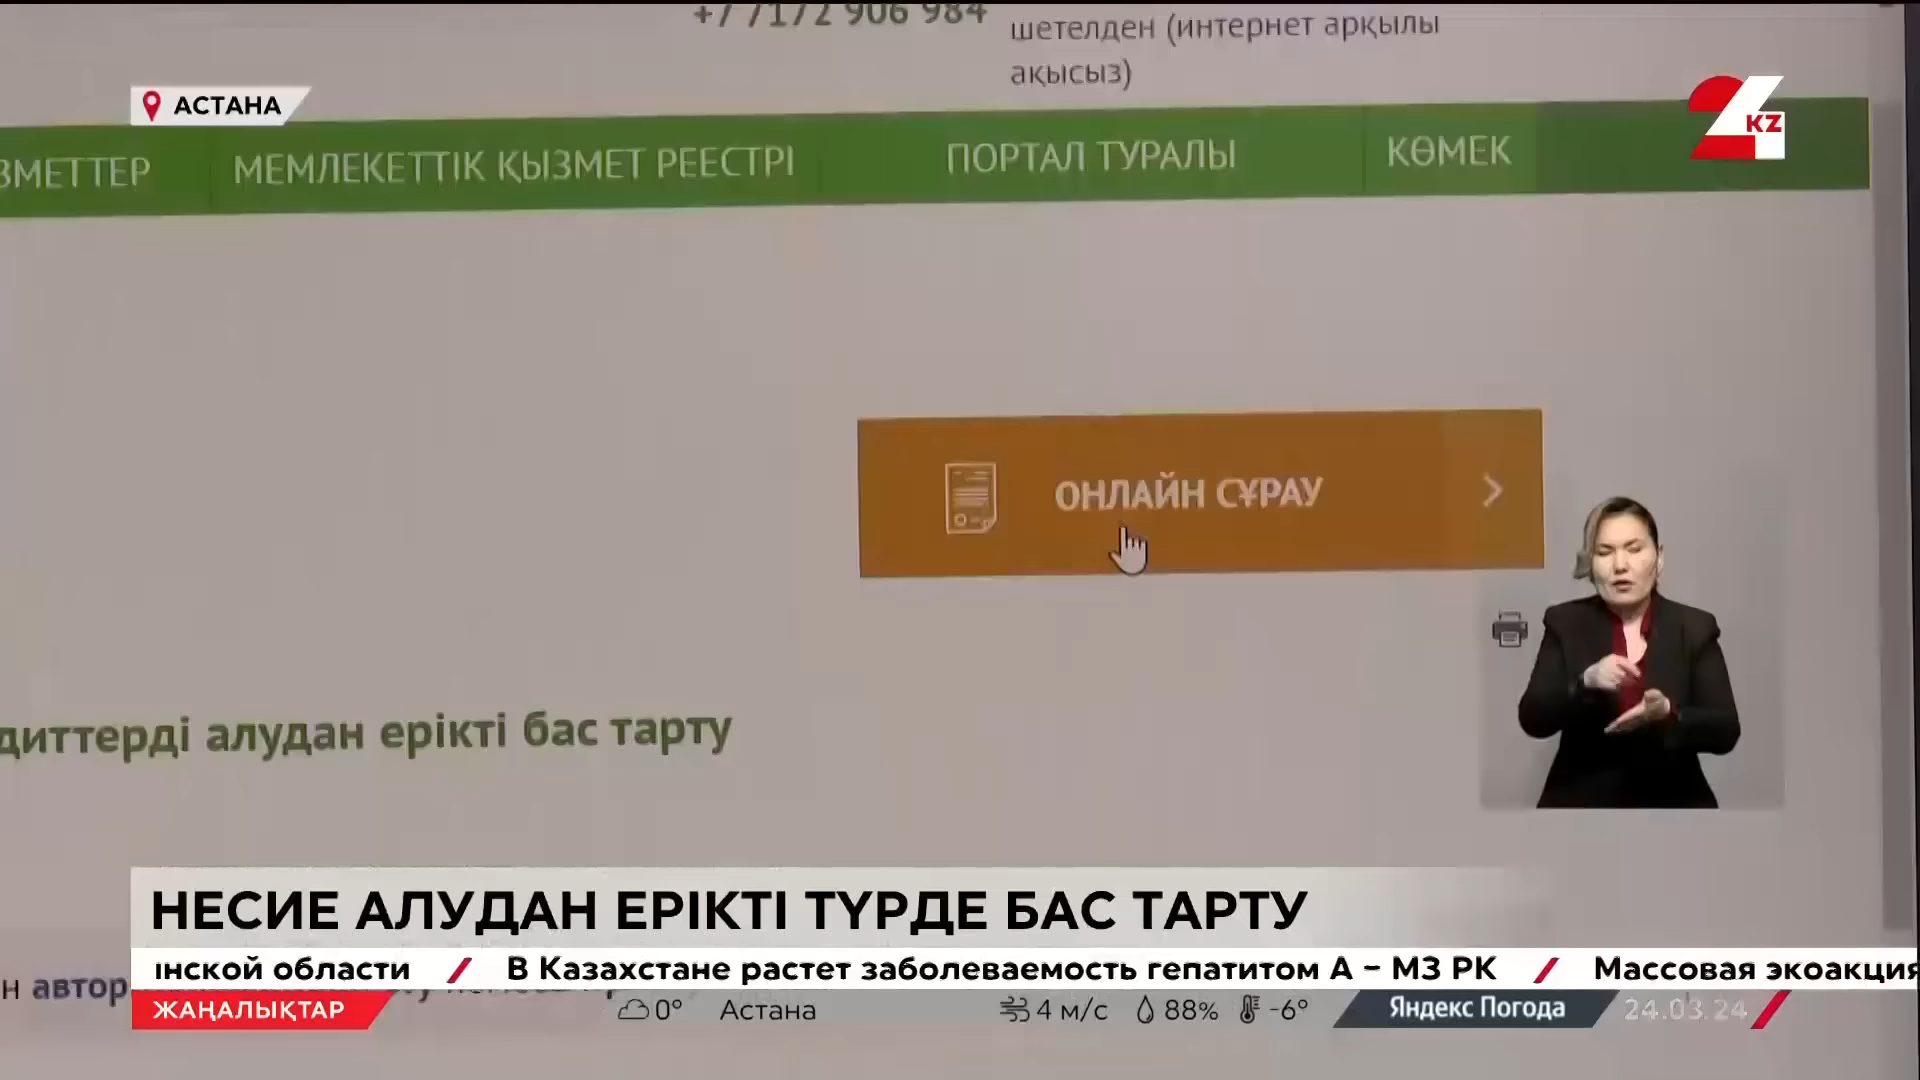 +7 7172 906 984
шетелден (интернет арқылы
ақысыз)
АСТАНА
24
KZ
ЗМЕТТЕР
МЕМЛЕКЕТТІК ҚЫЗМЕТ РЕЕСТРІ
ПОРТАЛ ТУРАЛЫ
КӨМЕК
ОНЛАЙН СҰРАУ
диттерді алудан ерікті бас тарту
НЕСИЕ АЛУДАН ЕРІКТІ ТҮРДЕ БАС ТАРТУ
нской области / В Казахстане растет заболеваемость гепатитом А – МЗ РК / Массовая экоакция
н автор
ЖАҢАЛЫҚТАР
0° Астана 4 м/с 88% -6° Яндекс Погода 24.03.24